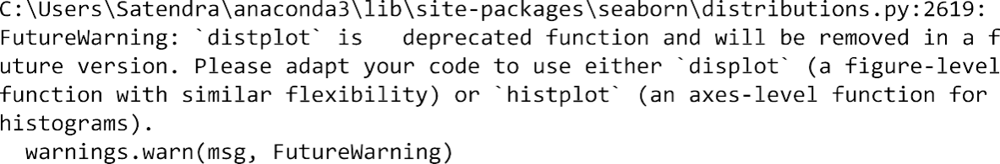 C:\Users\Satendra\anaconda3\lib\site-packages\seaborn\distributions.py:2619:
FutureWarning: `distplot` is   deprecated function and will be removed in a f
uture version. Please adapt your code to use either `displot` (a figure-level
function with similar flexibility) or `histplot` (an axes-level function for
histograms).
  warnings.warn(msg, FutureWarning)